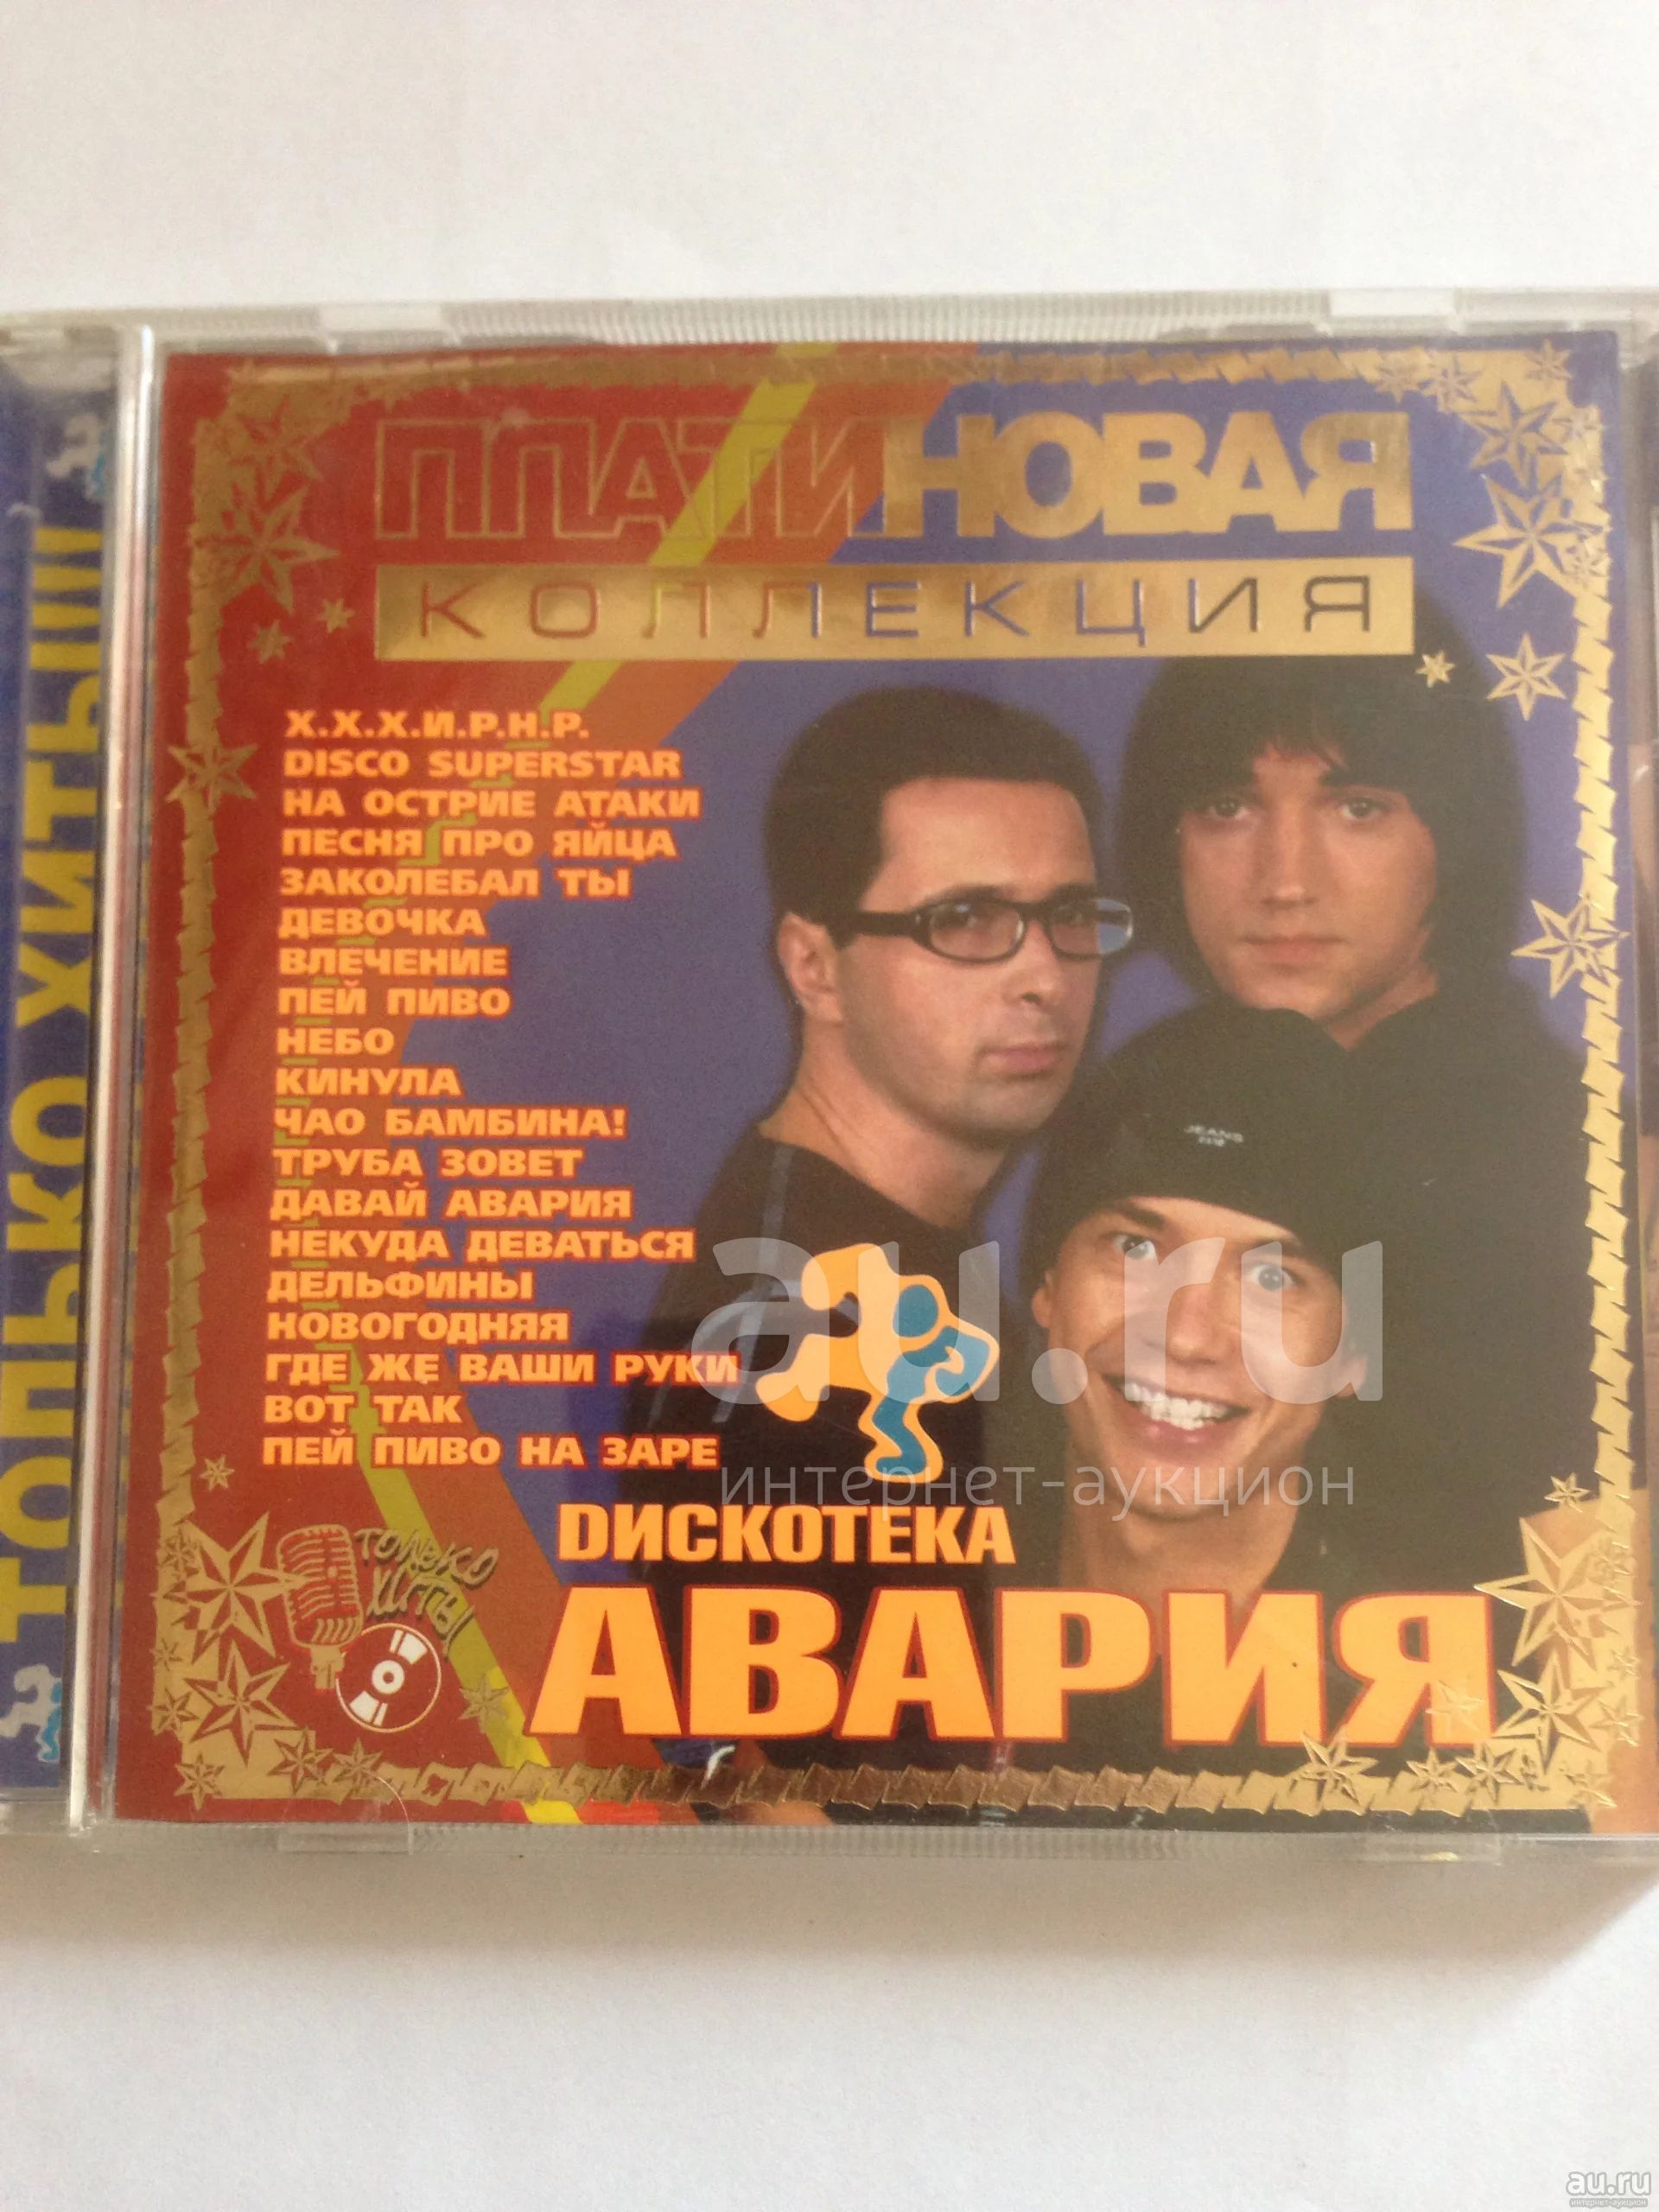 ТОЛЬКО ХИТЫ!!!
ПЛАТИНОВАЯ
КОЛЛЕКЦИЯ
Х.Х.Х.И.Р.Н.Р.
DISCO SUPERSTAR
НА ОСТРИЕ АТАКИ
ПЕСНЯ ПРО ЯЙЦА
ЗАКОЛЕБАЛ ТЫ
ДЕВОЧКА
ВЛЕЧЕНИЕ
ПЕЙ ПИВО
НЕБО
КИНУЛА
ЧАО БАМБИНА!
ТРУБА ЗОВЕТ
ДАВАЙ АВАРИЯ
НЕКУДА ДЕВАТЬСЯ
ДЕЛЬФИНЫ
НОВОГОДНЯЯ
ГДЕ ЖЕ ВАШИ РУКИ
ВОТ ТАК
ПЕЙ ПИВО НА ЗАРЕ
JEANS
au.ru
интернет-аукцион
DИСКОТЕКА
АВАРИЯ
ТОЛЬКО
ХИТЫ
au.ru
интернет-аукцион